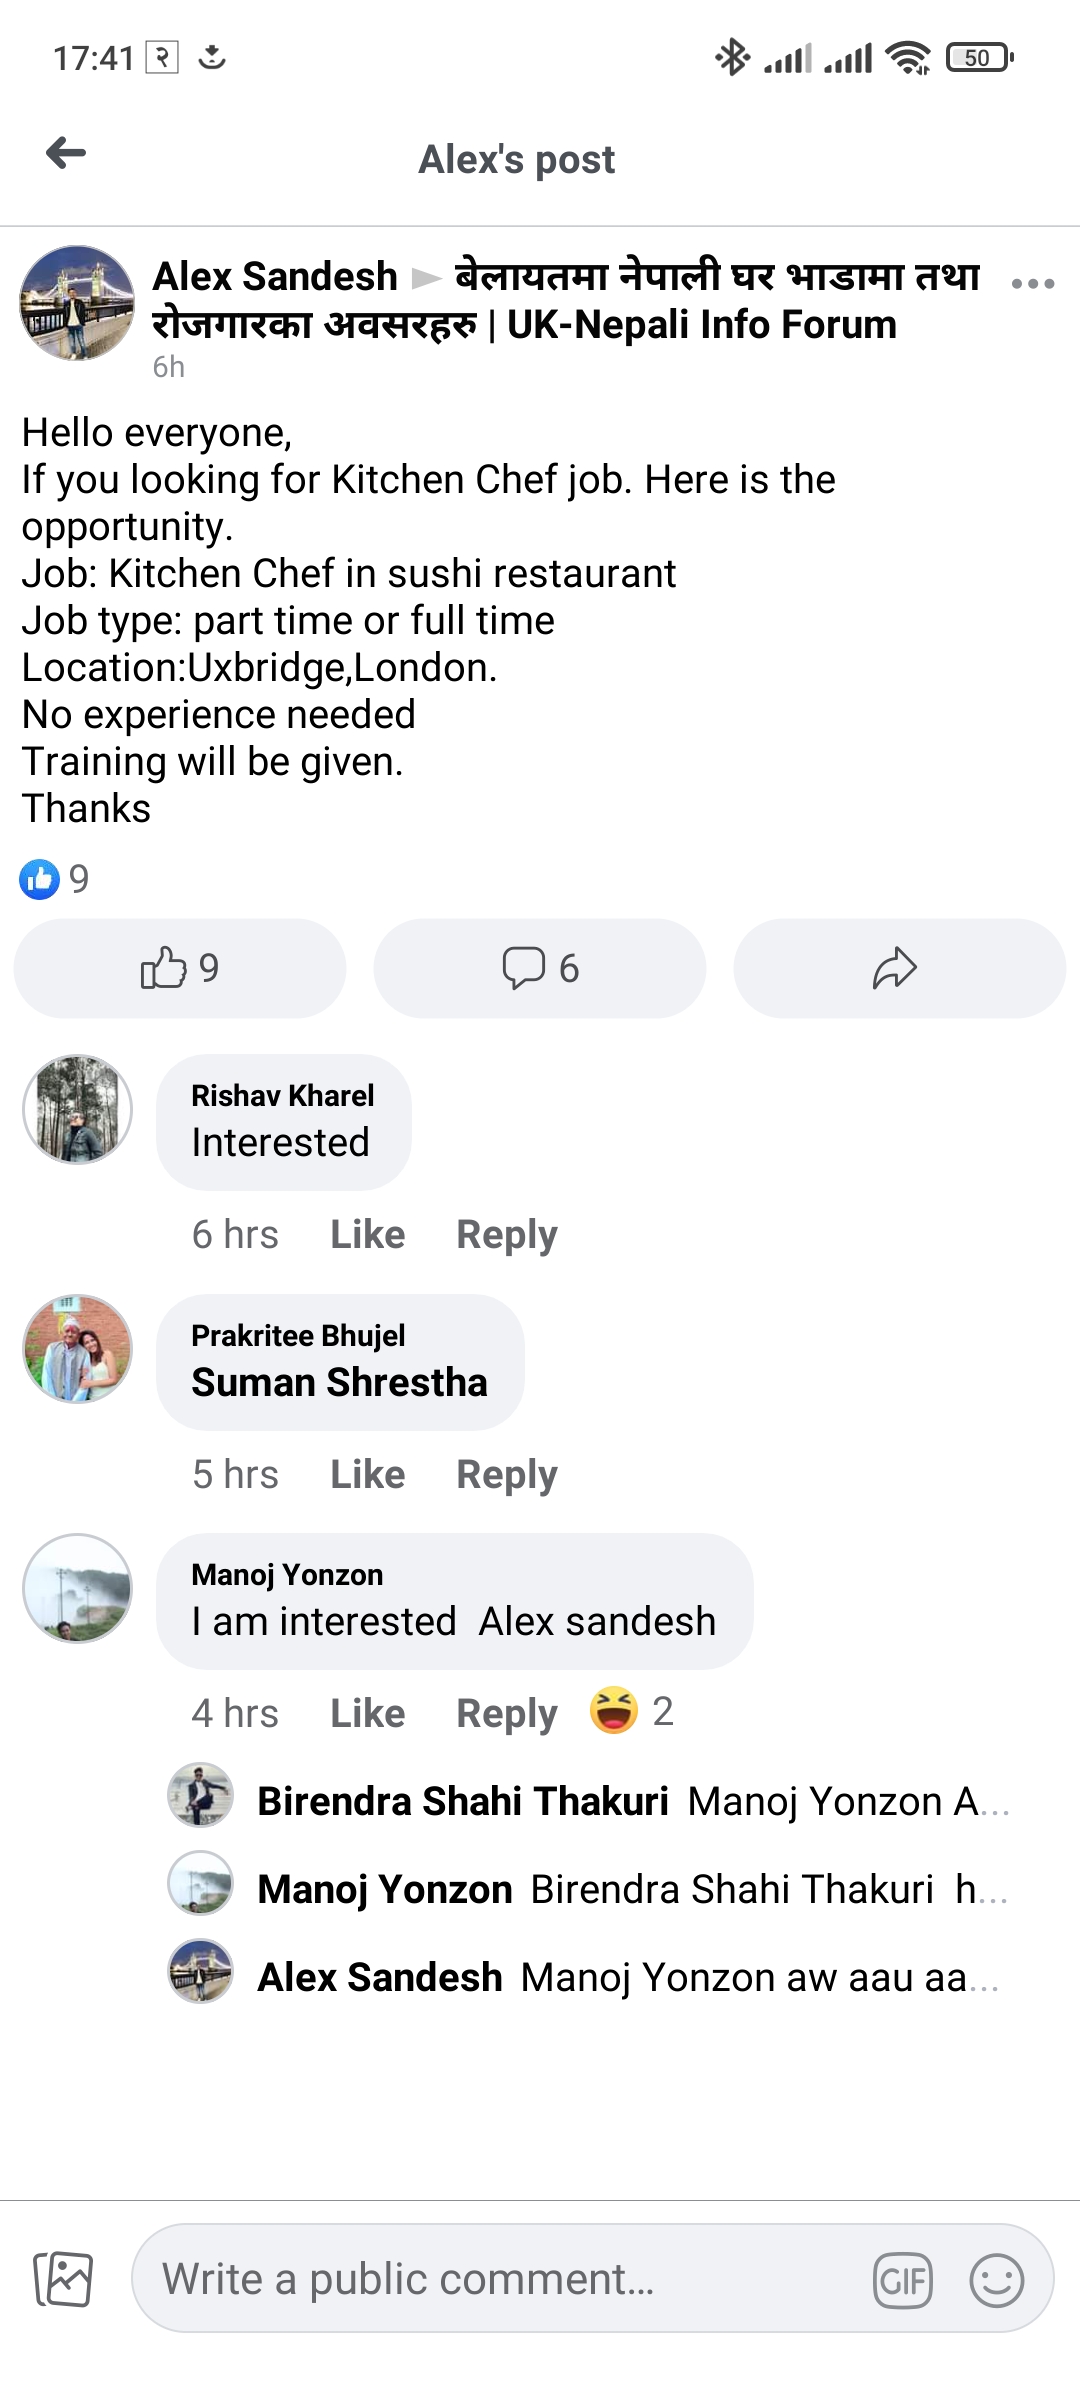 17:41 २ 50
Alex's post
Alex Sandesh ► बेलायतमा नेपाली घर भाडामा तथा
रोजगारका अवसरहरु | UK-Nepali Info Forum
6h
Hello everyone,
If you looking for Kitchen Chef job. Here is the
opportunity.
Job: Kitchen Chef in sushi restaurant
Job type: part time or full time
Location:Uxbridge,London.
No experience needed
Training will be given.
Thanks
9
9 6
Rishav Kharel
Interested
6 hrs Like Reply
Prakritee Bhujel
Suman Shrestha
5 hrs Like Reply
Manoj Yonzon
I am interested  Alex sandesh
4 hrs Like Reply 2
Birendra Shahi Thakuri Manoj Yonzon A...
Manoj Yonzon Birendra Shahi Thakuri  h...
Alex Sandesh Manoj Yonzon aw aau aa...
Write a public comment... GIF